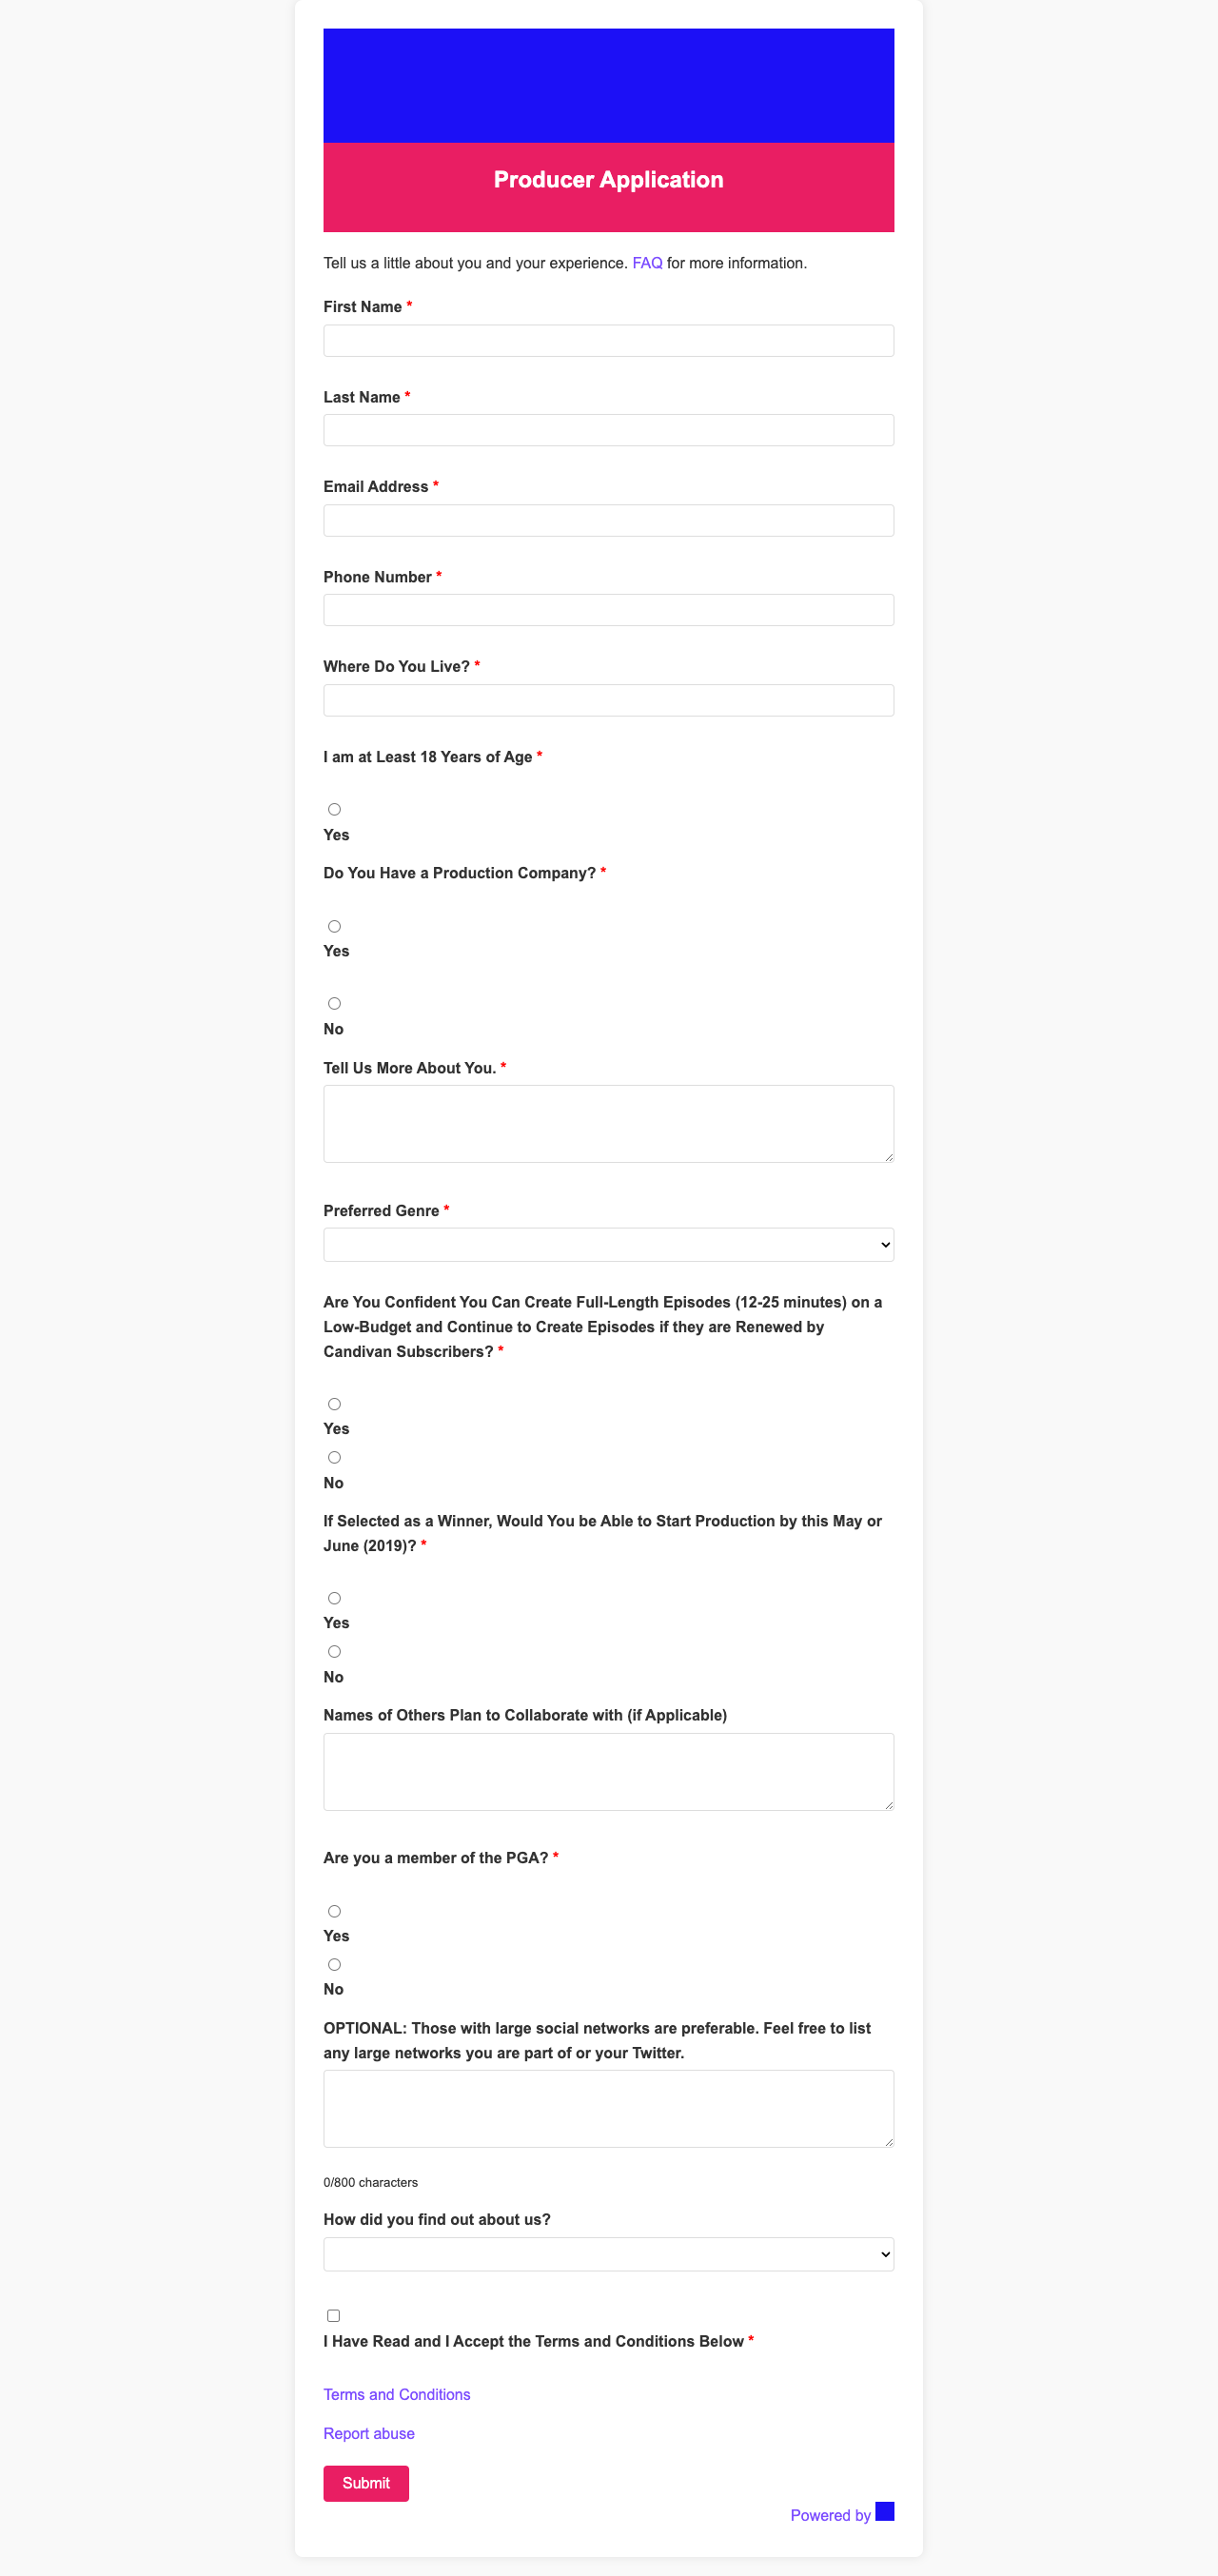 Producer Application
Tell us a little about you and your experience. FAQ for more information.
First Name *
Last Name *
Email Address *
Phone Number *
Where Do You Live? *
I am at Least 18 Years of Age *
Yes
Do You Have a Production Company? *
Yes
No
Tell Us More About You. *
Preferred Genre *
Are You Confident You Can Create Full-Length Episodes (12-25 minutes) on a
Low-Budget and Continue to Create Episodes if they are Renewed by
Candivan Subscribers? *
Yes
No
If Selected as a Winner, Would You be Able to Start Production by this May or
June (2019)? *
Yes
No
Names of Others Plan to Collaborate with (if Applicable)
Are you a member of the PGA? *
Yes
No
OPTIONAL: Those with large social networks are preferable. Feel free to list
any large networks you are part of or your Twitter.
0/800 characters
How did you find out about us?
I Have Read and I Accept the Terms and Conditions Below *
Terms and Conditions
Report abuse
Submit
Powered by